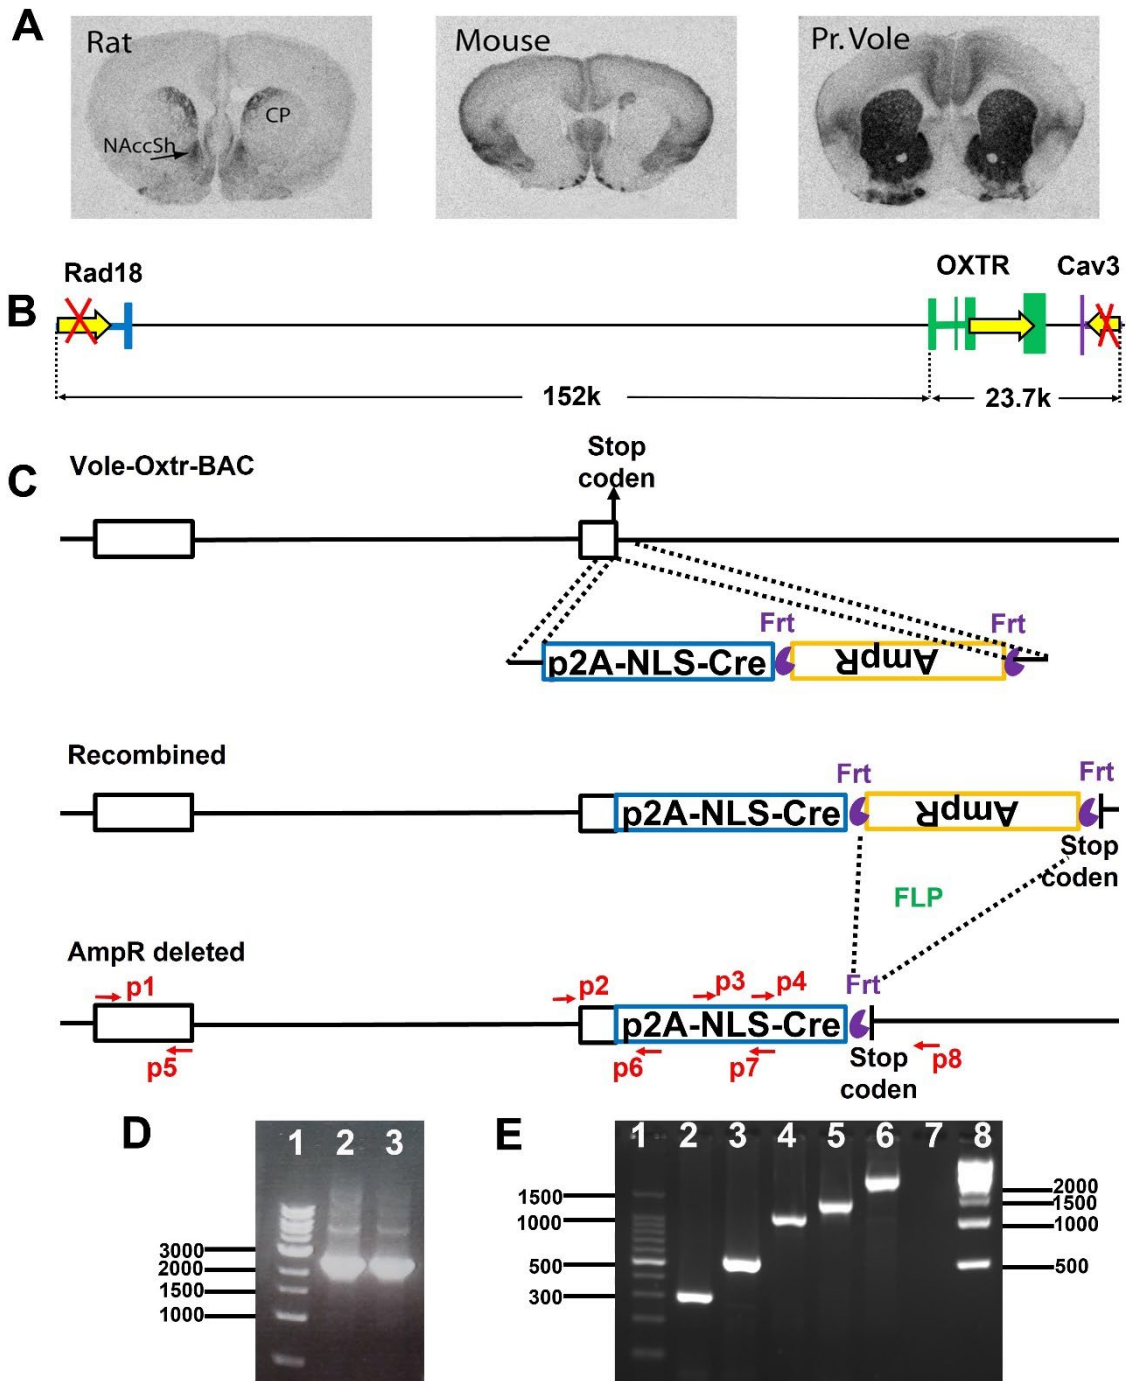 A
Rat
CP
NAccSh
Mouse
Pr. Vole
B
Rad18
OXTR
Cav3
152k
23.7k
C
Vole-Oxtr-BAC
Stop
coden
Frt
Frt
p2A-NLS-Cre
AmpR
Recombined
Frt
Frt
p2A-NLS-Cre
AmpR
Stop
coden
FLP
AmpR deleted
p1
p2
p3
p4
Frt
p2A-NLS-Cre
p5
p6
p7
p8
Stop
coden
D
1 2 3
3000
2000
1500
1000
E
1 2 3 4 5 6 7 8
1500
1000
500
300
2000
1500
1000
500